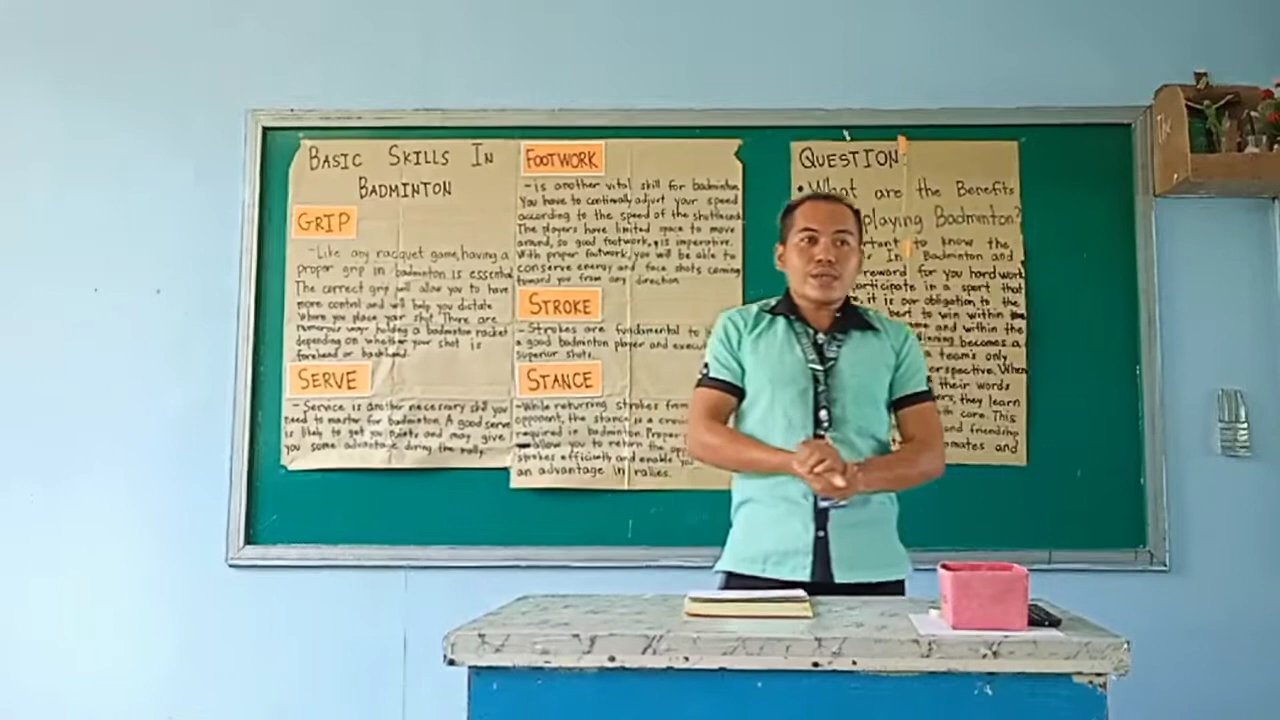 BASIC SKILLS IN
BADMINTON
GRIP
-Like any racquet game, having a
proper grip in badminton is essential
The correct grip will allow you to have
more control and will help you dictate
where you place your shot. There are
numerous ways holding a badminton racket
depending on whether your shot is
forehand or backhand.
SERVE
- Service is another necessary skill you
need to master for badminton. A good serve
is likely to get you points and may give
you some advantage during the rally.
FOOTWORK
- is another vital skill for badminton
You have to continually adjust your speed
according to the speed of the shuttlecock
The players have limited space to move
around, so good footwork, is imperative.
With proper footwork, you will be able to
conserve energy and face shots coming
toward you from any direction
STROKE
- Strokes are fundamental to
a good badminton player and
superior shots.
STANCE
-While returning strokes from
opponent, the stance is a
required in badminton. Proper
allow you to return the
strokes efficiently and enable you
an advantage in rallies.
QUESTION:
• What are the Benefits
playing Badminton?
to know the
In Badminton and
reward for you hard work
participate in a sport that
, it is our obligation to the
best to win within the
and within the
winning becomes a
a team's only
perspective. When
their words
, they learn
with care. This
and friendship
and
The